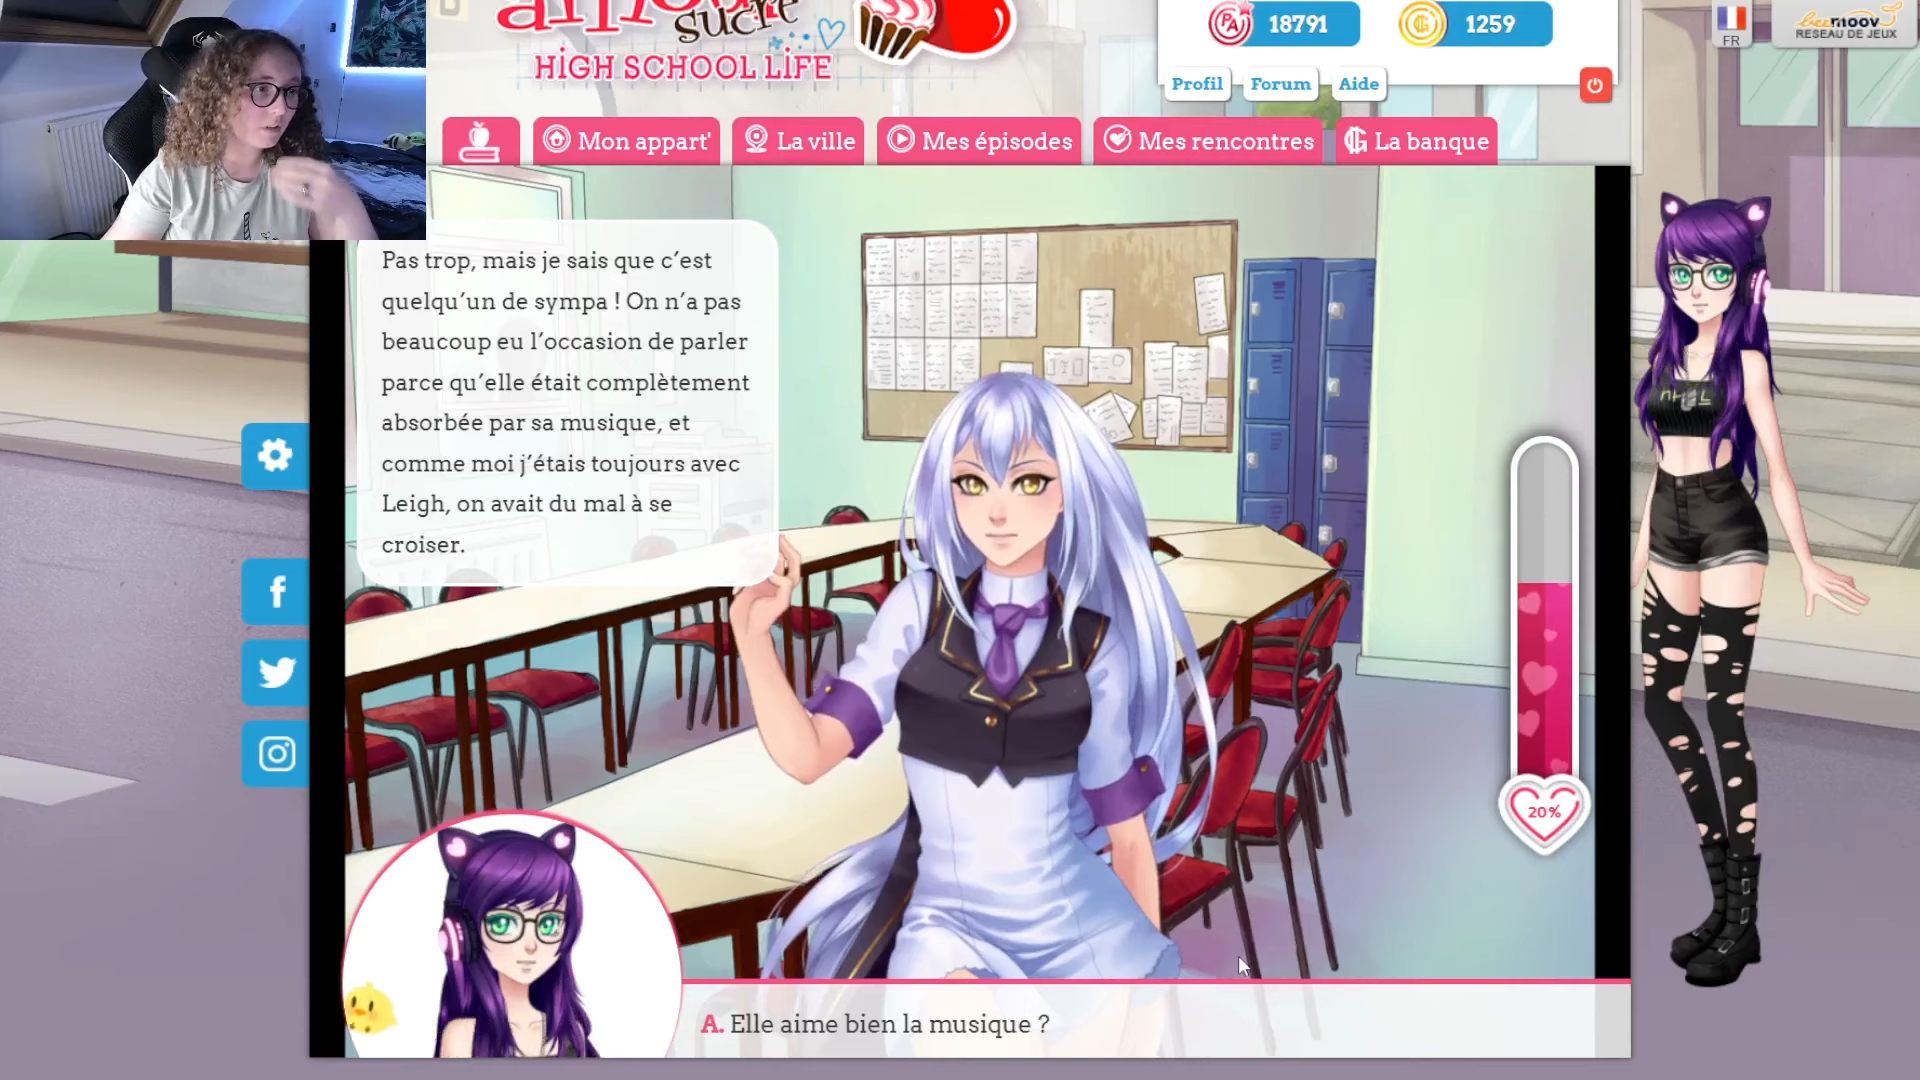 amour
sucré
HIGH SCHOOL LIFE
PA 18791
1259
FR
beemoov
RESEAU DE JEUX
Profil
Forum
Aide
Mon appart'
La ville
Mes épisodes
Mes rencontres
La banque
Pas trop, mais je sais que c’est
quelqu’un de sympa ! On n’a pas
beaucoup eu l’occasion de parler
parce qu’elle était complètement
absorbée par sa musique, et
comme moi j’étais toujours avec
Leigh, on avait du mal à se
croiser.
20%
A. Elle aime bien la musique ?